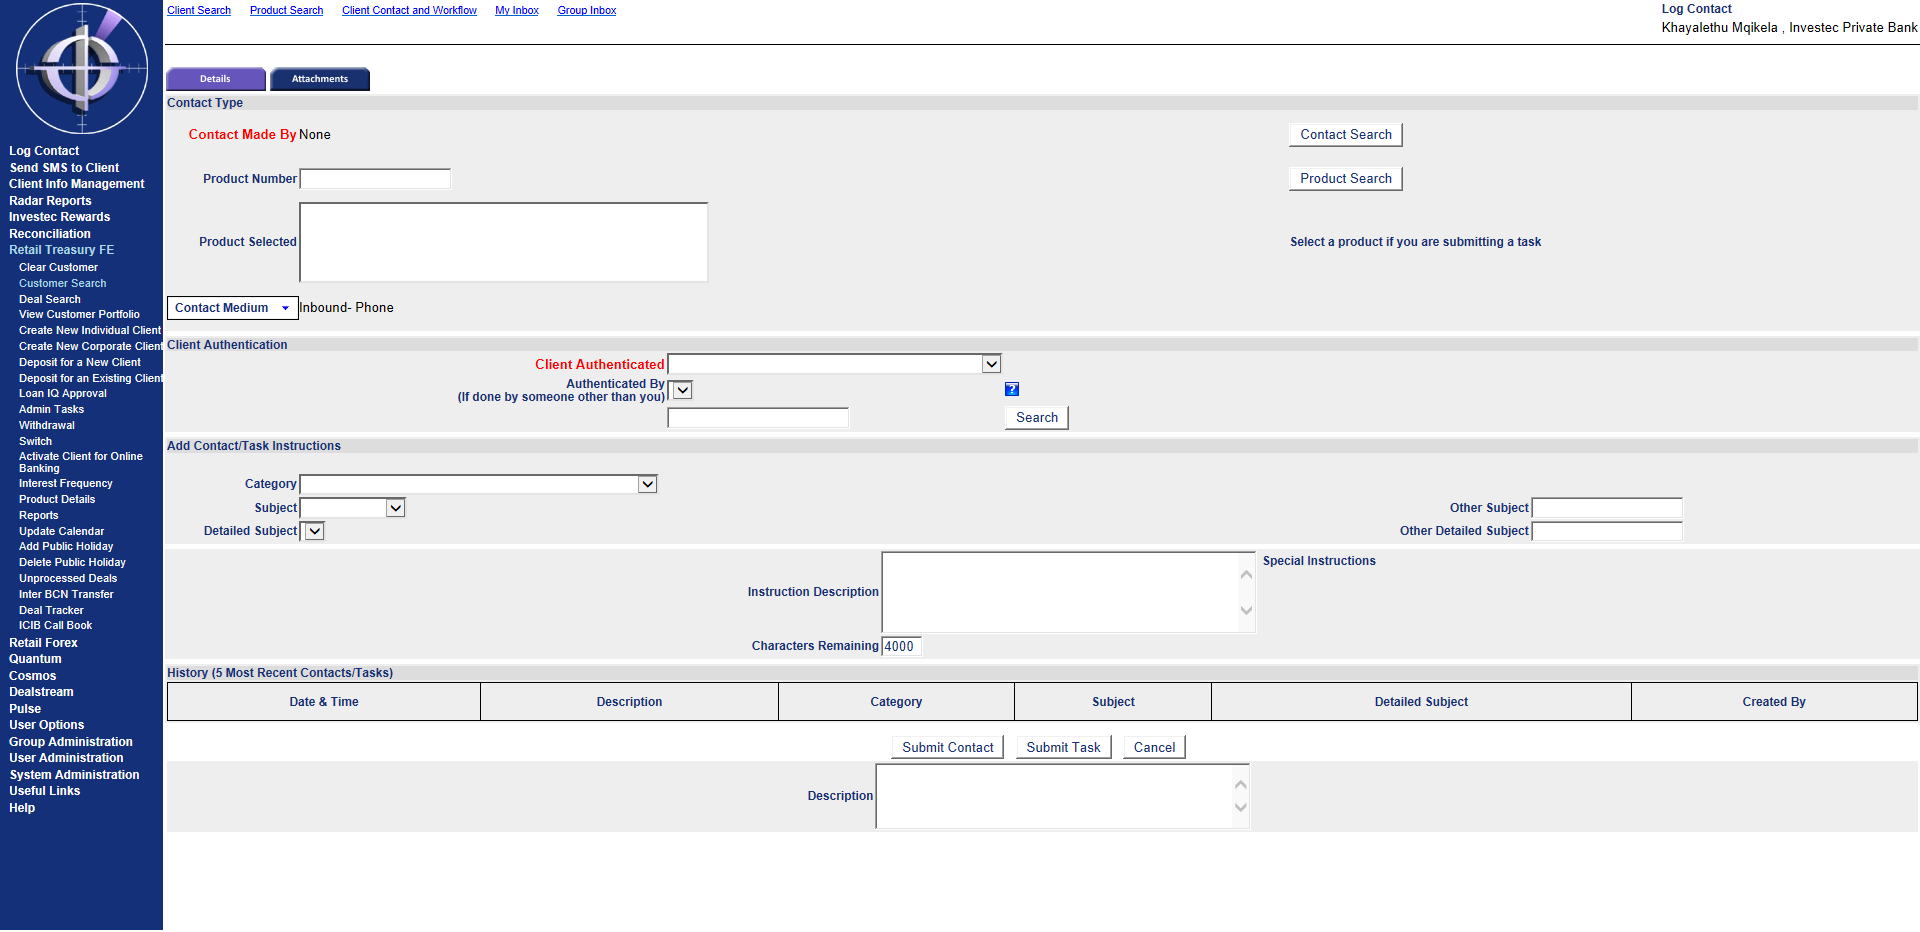 Client Search Product Search Client Contact and Workflow My Inbox Group Inbox
Log Contact
Khayalethu Mqikela , Investec Private Bank
Log Contact
Send SMS to Client
Client Info Management
Radar Reports
Investec Rewards
Reconciliation
Retail Treasury FE
Clear Customer
Customer Search
Deal Search
View Customer Portfolio
Create New Individual Client
Create New Corporate Client
Deposit for a New Client
Deposit for an Existing Client
Loan IQ Approval
Admin Tasks
Withdrawal
Switch
Activate Client for Online
Banking
Interest Frequency
Product Details
Reports
Update Calendar
Add Public Holiday
Delete Public Holiday
Unprocessed Deals
Inter BCN Transfer
Deal Tracker
ICIB Call Book
Retail Forex
Quantum
Cosmos
Dealstream
Pulse
User Options
Group Administration
User Administration
System Administration
Useful Links
Help
Details Attachments
Contact Type
Contact Made By None Contact Search
Product Number Product Search
Product Selected Select a product if you are submitting a task
Contact Medium Inbound- Phone
Client Authentication
Client Authenticated
Authenticated By
(If done by someone other than you)
?
Search
Add Contact/Task Instructions
Category
Subject Other Subject
Detailed Subject Other Detailed Subject
Instruction Description Special Instructions
Characters Remaining 4000
History (5 Most Recent Contacts/Tasks)
Date & Time Description Category Subject Detailed Subject Created By
Submit Contact Submit Task Cancel
Description